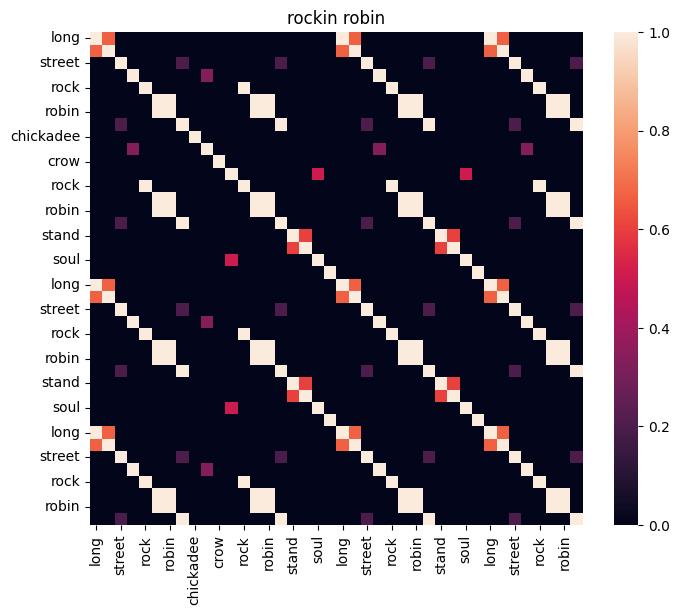 rockin robin
long
street
rock
robin
chickadee
crow
rock
robin
stand
soul
long
street
rock
robin
stand
soul
long
street
rock
robin
1.0
0.8
0.6
0.4
0.2
0.0
long
street
rock
robin
chickadee
crow
rock
robin
stand
soul
long
street
rock
robin
stand
soul
long
street
rock
robin